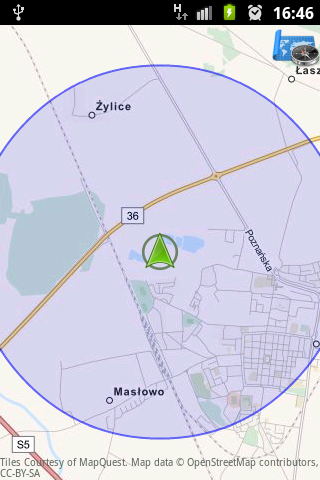 H
16:46
Żylice
Łasz
36
Poznańska
Masłowo
S5
Tiles Courtesy of MapQuest. Map data © OpenStreetMap contributors,
CC-BY-SA